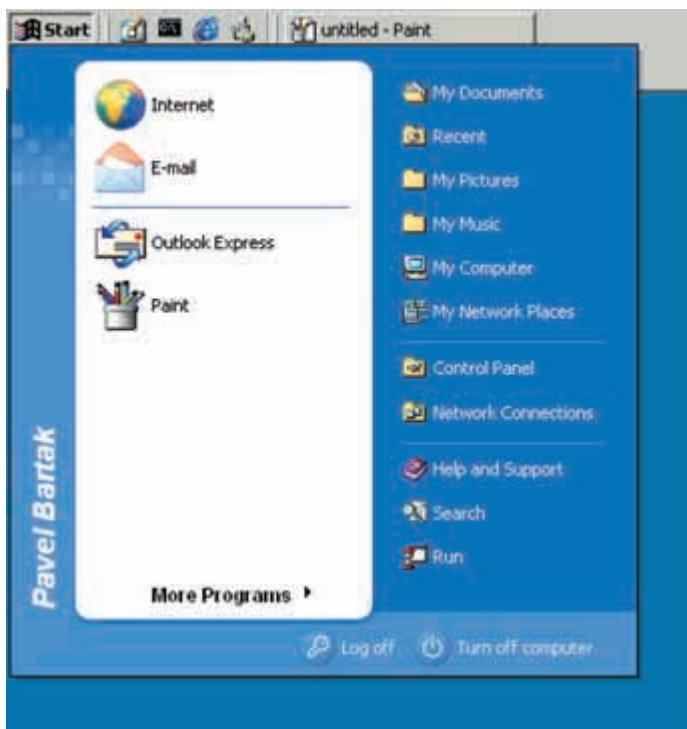 Start
untitled - Paint
Internet
E-mail
Outlook Express
Paint
More Programs
Pavel Bartak
My Documents
Recent
My Pictures
My Music
My Computer
My Network Places
Control Panel
Network Connections
Help and Support
Search
Run
Log off
Turn off computer